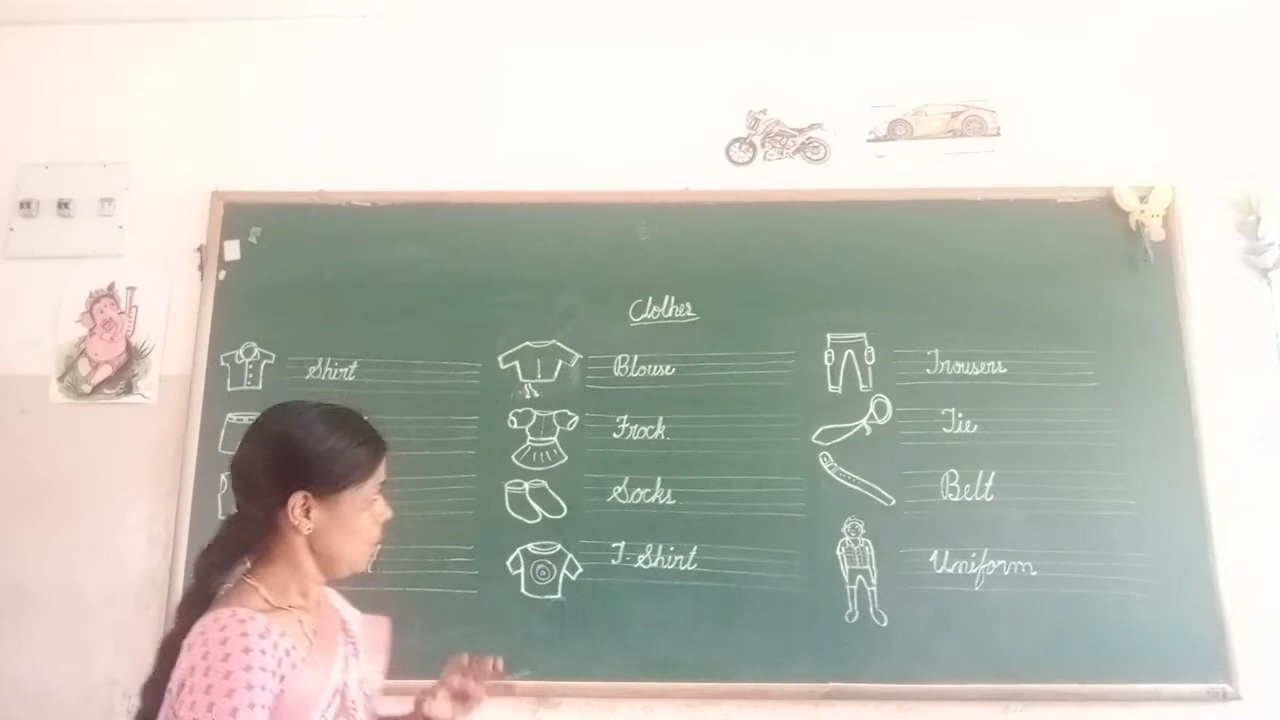 Clothes
Shirt
Blouse
Frock.
Socks
T-Shirt
Trousers
Tie
Belt
Uniform